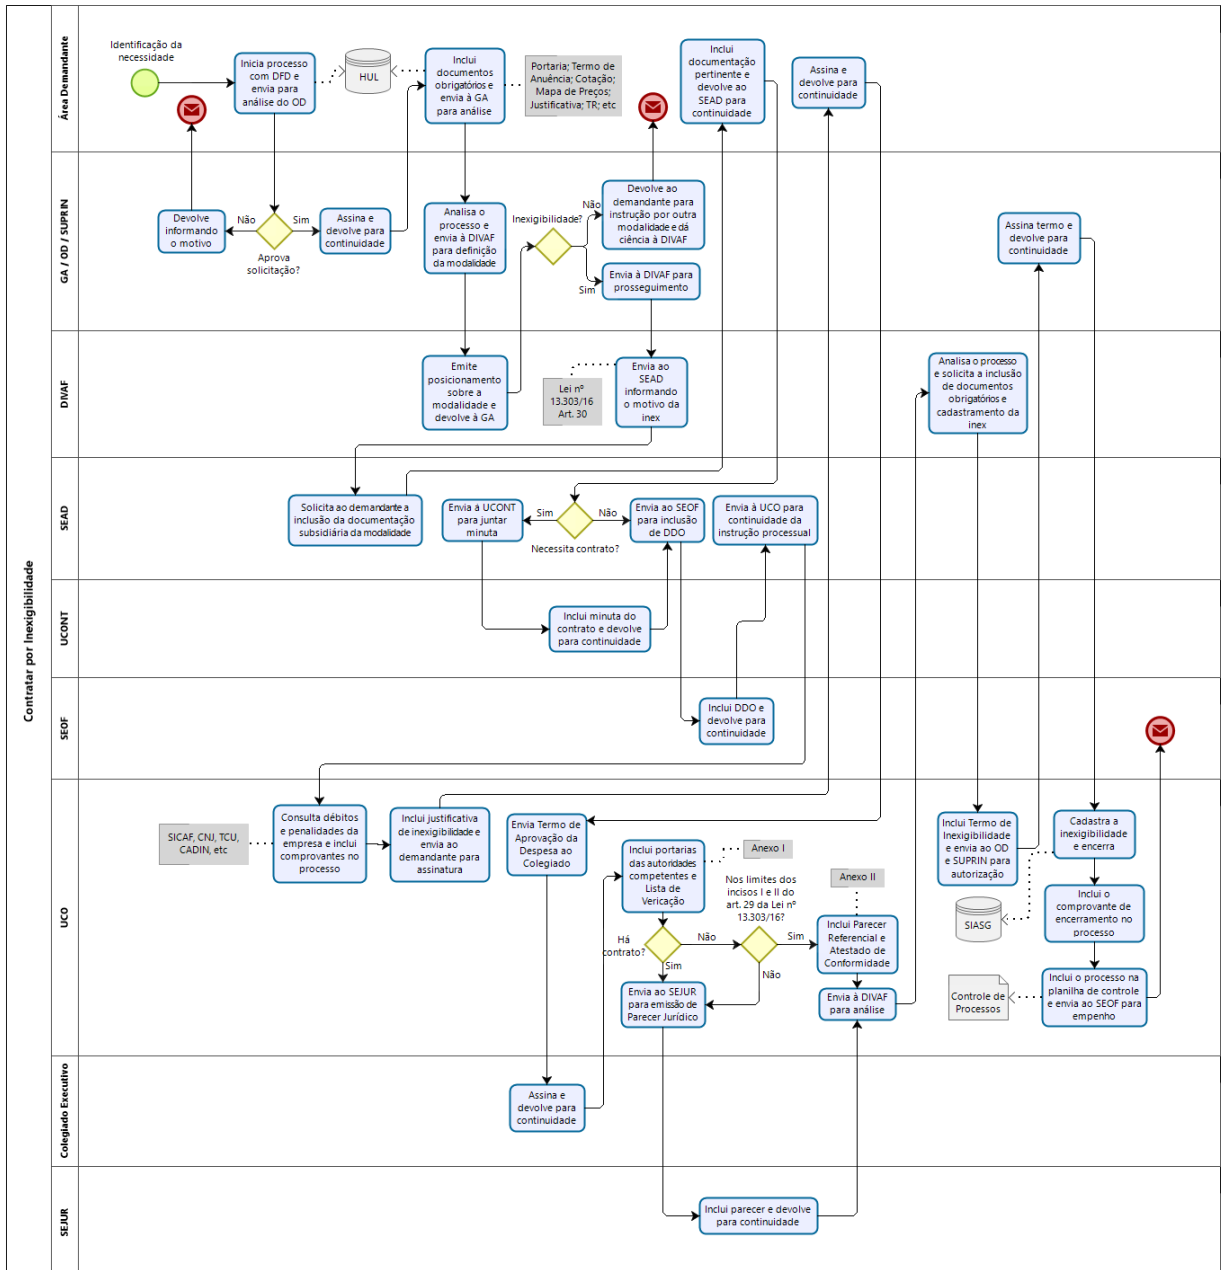 Contratar por Inexigibilidade
Área Demandante
Identificação da
necessidade
Inicia processo
com DFD e
envia para
análise do OD
HUL
Inclui
documentos
obrigatórios e
envia à GA
para análise
Portaria; Termo de
Anuência; Cotação;
Mapa de Preços;
Justificativa; TR; etc
Inclui
documentação
pertinente e
devolve ao
SEAD para
continuidade
Assina e
devolve para
continuidade
GA / OD / SUPRIN
Devolve
informando
o motivo
Não
Aprova
solicitação?
Sim
Assina e
devolve para
continuidade
Analisa o
processo e
envia à DIVAF
para definição
da modalidade
Inexigibilidade?
Não
Devolve ao
demandante para
instrução por outra
modalidade e dá
ciência à DIVAF
Sim
Envia à DIVAF para
prosseguimento
Assina termo e
devolve para
continuidade
DIVAF
Emite
posicionamento
sobre a
modalidade e
devolve à GA
Lei nº
13.303/16
Art. 30
Envia ao
SEAD
informando
o motivo da
inex
Analisa o processo
e solicita a inclusão
de documentos
obrigatórios e
cadastramento da
inex
SEAD
Solicita ao demandante a
inclusão da documentação
subsidiária da modalidade
Envia à UCONT
para juntar
minuta
Sim
Necessita contrato?
Não
Envia ao SEOF
para inclusão
de DDO
Envia à UCO para
continuidade da
instrução processual
UCONT
Inclui minuta do
contrato e devolve
para continuidade
SEOF
Inclui DDO e
devolve para
continuidade
UCO
SICAF, CNJ, TCU,
CADIN, etc
Consulta débitos
e penalidades da
empresa e inclui
comprovantes no
processo
Inclui justificativa
de inexigibilidade e
envia ao
demandante para
assinatura
Envia Termo de
Aprovação da
Despesa ao
Colegiado
Inclui portarias
das autoridades
competentes e
Lista de
Vericação
Anexo I
Há
contrato?
Não
Sim
Nos limites dos
incisos I e II do
art. 29 da Lei nº
13.303/16?
Sim
Não
Anexo II
Inclui Parecer
Referencial e
Atestado de
Conformidade
Envia ao SEJUR
para emissão de
Parecer Jurídico
Envia à DIVAF
para análise
Inclui Termo de
Inexigibilidade
e envia ao OD
e SUPRIN para
autorização
SIASG
Cadastra a
inexigibilidade
e encerra
Inclui o
comprovante de
encerramento no
processo
Controle de
Processos
Inclui o processo na
planilha de controle
e envia ao SEOF para
empenho
Colegiado Executivo
Assina e
devolve para
continuidade
SEJUR
Inclui parecer e devolve
para continuidade